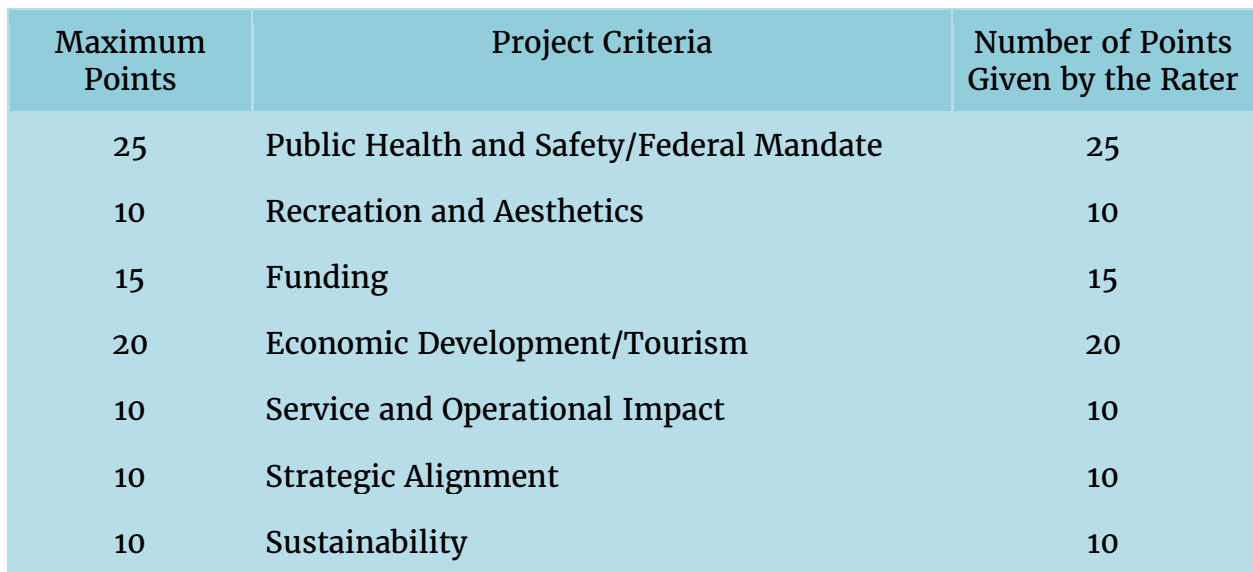 Maximum Points Project Criteria Number of Points Given by the Rater
25 Public Health and Safety/Federal Mandate 25
10 Recreation and Aesthetics 10
15 Funding 15
20 Economic Development/Tourism 20
10 Service and Operational Impact 10
10 Strategic Alignment 10
10 Sustainability 10